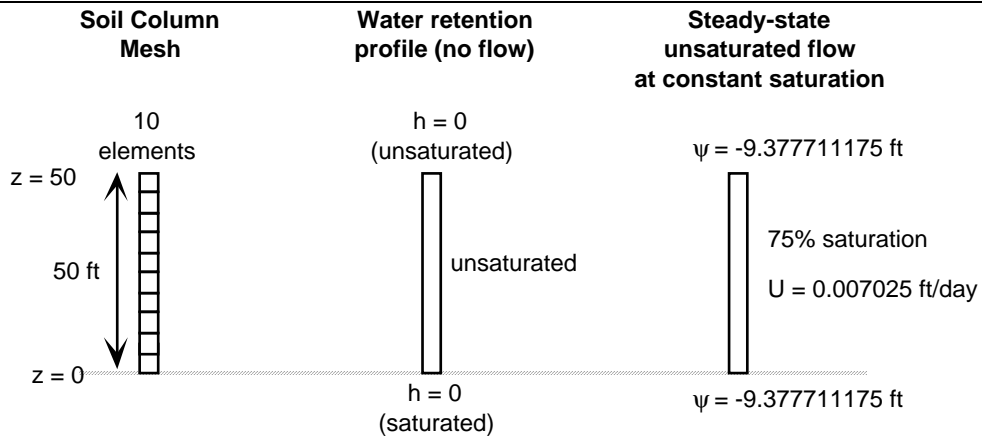 Soil Column
Mesh
Water retention
profile (no flow)
Steady-state
unsaturated flow
at constant saturation
10
elements
h = 0
(unsaturated)
ψ = -9.377711175 ft
z = 50
50 ft
unsaturated
75% saturation
U = 0.007025 ft/day
z = 0
h = 0
(saturated)
ψ = -9.377711175 ft